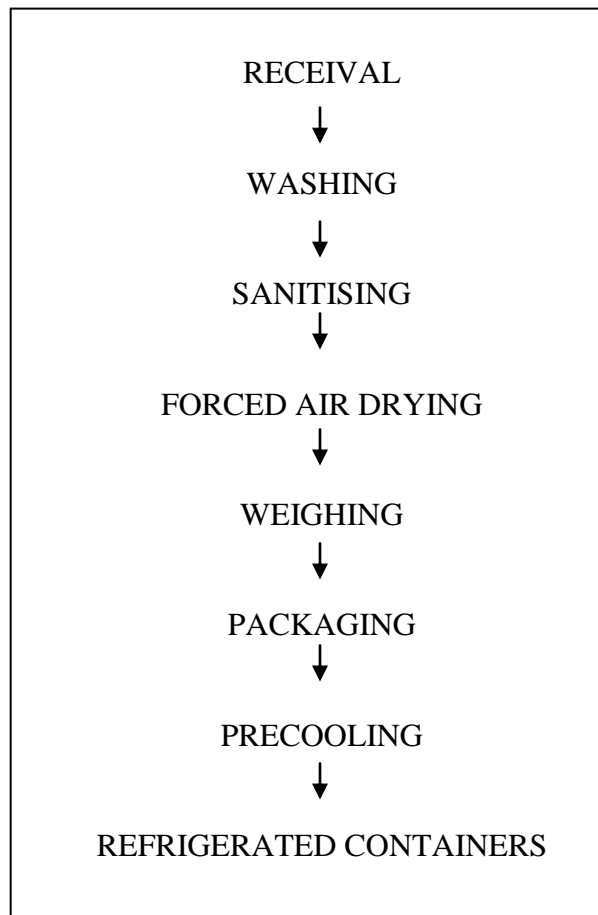 RECEIVAL
WASHING
SANITISING
FORCED AIR DRYING
WEIGHING
PACKAGING
PRECOOLING
REFRIGERATED CONTAINERS